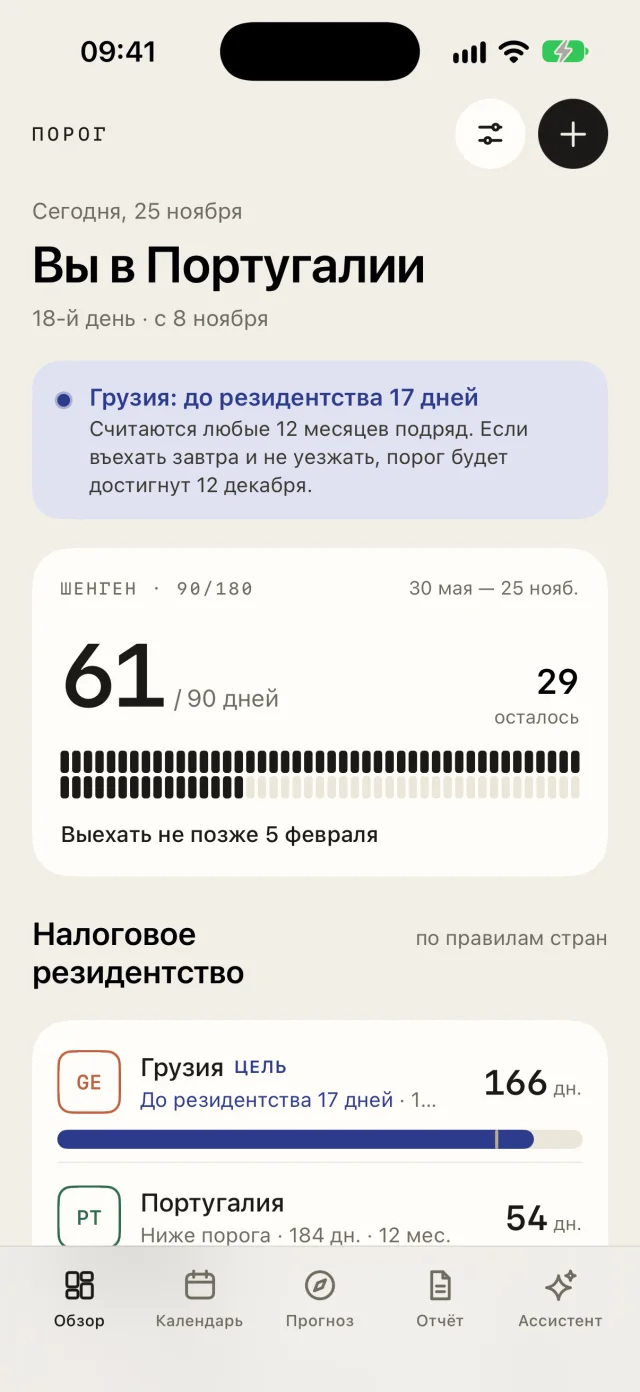 09:41
ПОРОГ
Сегодня, 25 ноября
Вы в Португалии
18-й день · с 8 ноября
Грузия: до резидентства 17 дней
Считаются любые 12 месяцев подряд. Если
въехать завтра и не уезжать, порог будет
достигнут 12 декабря.
ШЕНГЕН · 90/180
30 мая — 25 нояб.
61 / 90 дней
29
осталось
Выехать не позже 5 февраля
Налоговое
резидентство
по правилам стран
GE
Грузия ЦЕЛЬ
До резидентства 17 дней · 1...
166 дн.
PT
Португалия
Ниже порога · 184 дн. · 12 мес.
54 дн.
Обзор
Календарь
Прогноз
Отчёт
Ассистент